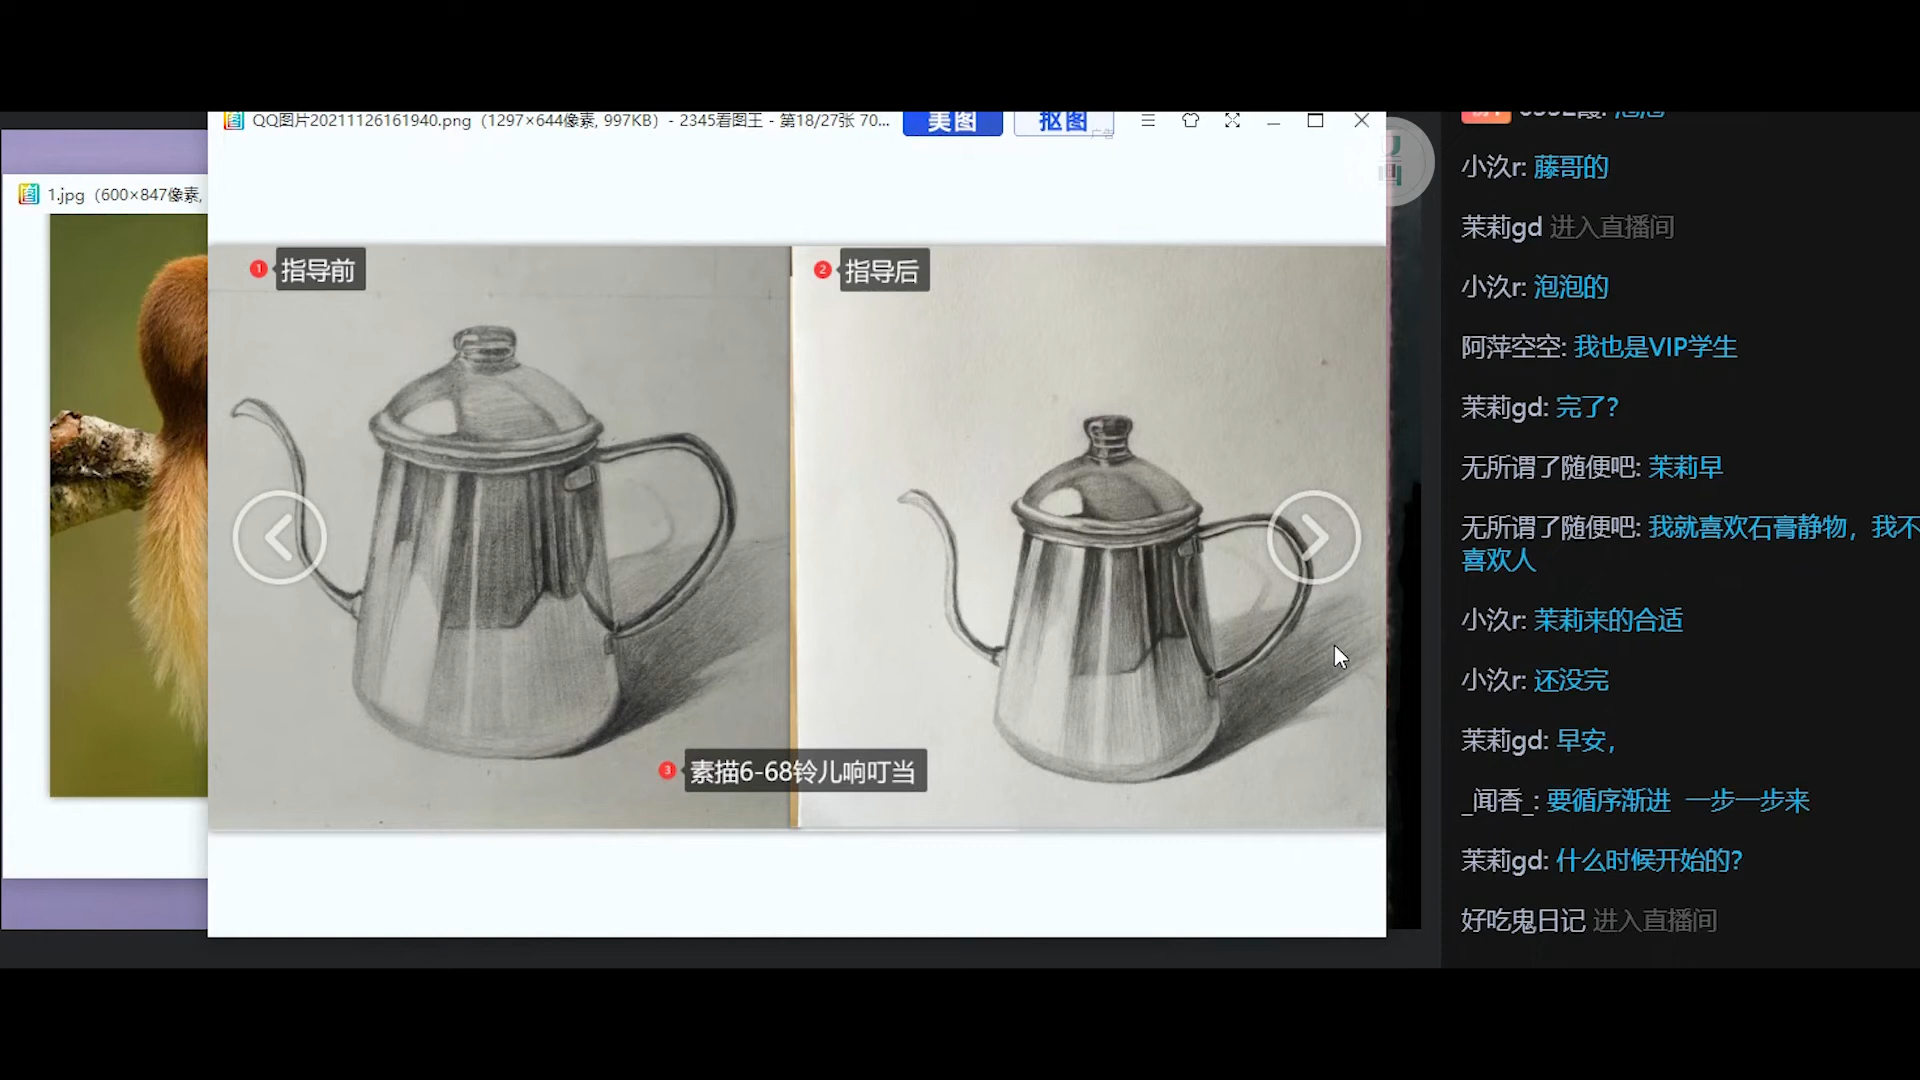 QQ图片20211126161940.png（1297×644像素, 997KB）- 2345看图王 - 第18/27张 70...
美图
抠图
广告
1.jpg（600×847像素,
1
指导前
2
指导后
3
素描6-68铃儿响叮当
小汣r: 藤哥的
茉莉gd 进入直播间
小汣r: 泡泡的
阿萍空空: 我也是VIP学生
茉莉gd: 完了?
无所谓了随便吧: 茉莉早
无所谓了随便吧: 我就喜欢石膏静物，我不
喜欢人
小汣r: 茉莉来的合适
小汣r: 还没完
茉莉gd: 早安，
_闻香_: 要循序渐进 一步一步来
茉莉gd: 什么时候开始的?
好吃鬼日记 进入直播间